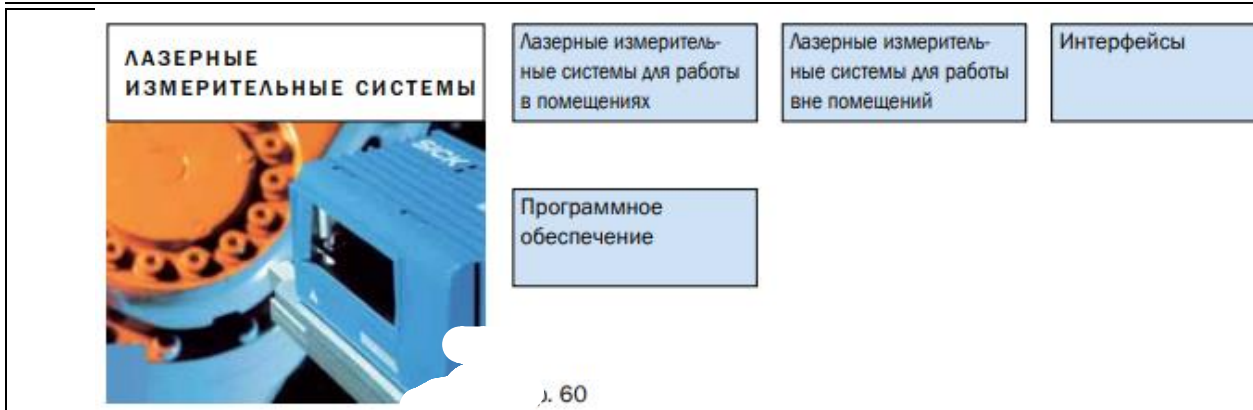 ЛАЗЕРНЫЕ
ИЗМЕРИТЕЛЬНЫЕ СИСТЕМЫ
Лазерные измеритель-
ные системы для работы
в помещениях
Лазерные измеритель-
ные системы для работы
вне помещений
Интерфейсы
SICK
Программное
обеспечение
60